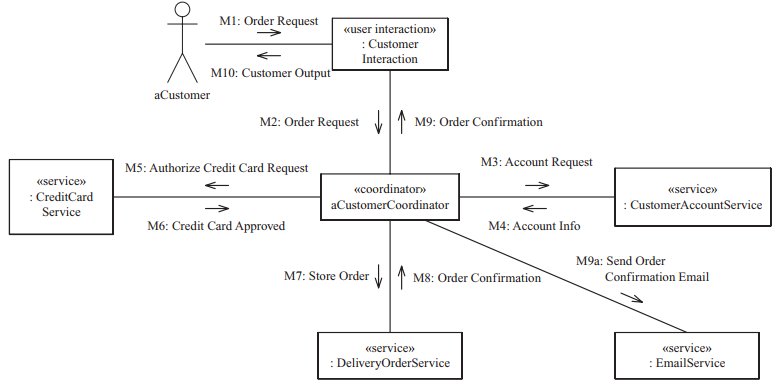 M1: Order Request
«user interaction»
: Customer
Interaction
M10: Customer Output
aCustomer
M2: Order Request
M9: Order Confirmation
M5: Authorize Credit Card Request
M3: Account Request
«service»
: CreditCard
Service
«coordinator»
aCustomerCoordinator
«service»
: CustomerAccountService
M6: Credit Card Approved
M4: Account Info
M7: Store Order
M8: Order Confirmation
M9a: Send Order
Confirmation Email
«service»
: DeliveryOrderService
«service»
: EmailService